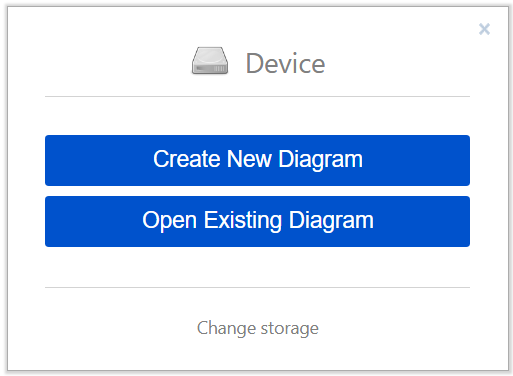 Device
Create New Diagram
Open Existing Diagram
Change storage